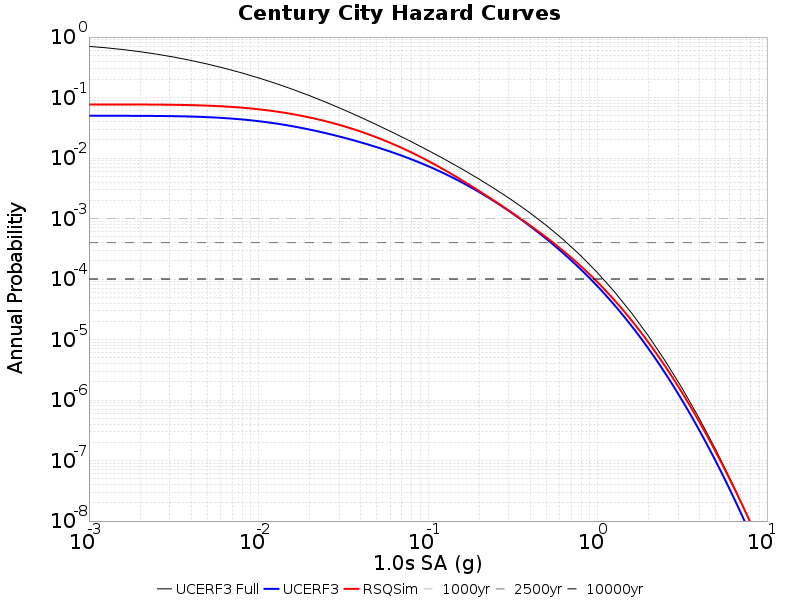 Century City Hazard Curves
Annual Probabilitiy
10^0
10^-1
10^-2
10^-3
10^-4
10^-5
10^-6
10^-7
10^-8
10^-3 10^-2 10^-1 10^0 10^1
1.0s SA (g)
UCERF3 Full UCERF3 RSQSim 1000yr 2500yr 10000yr